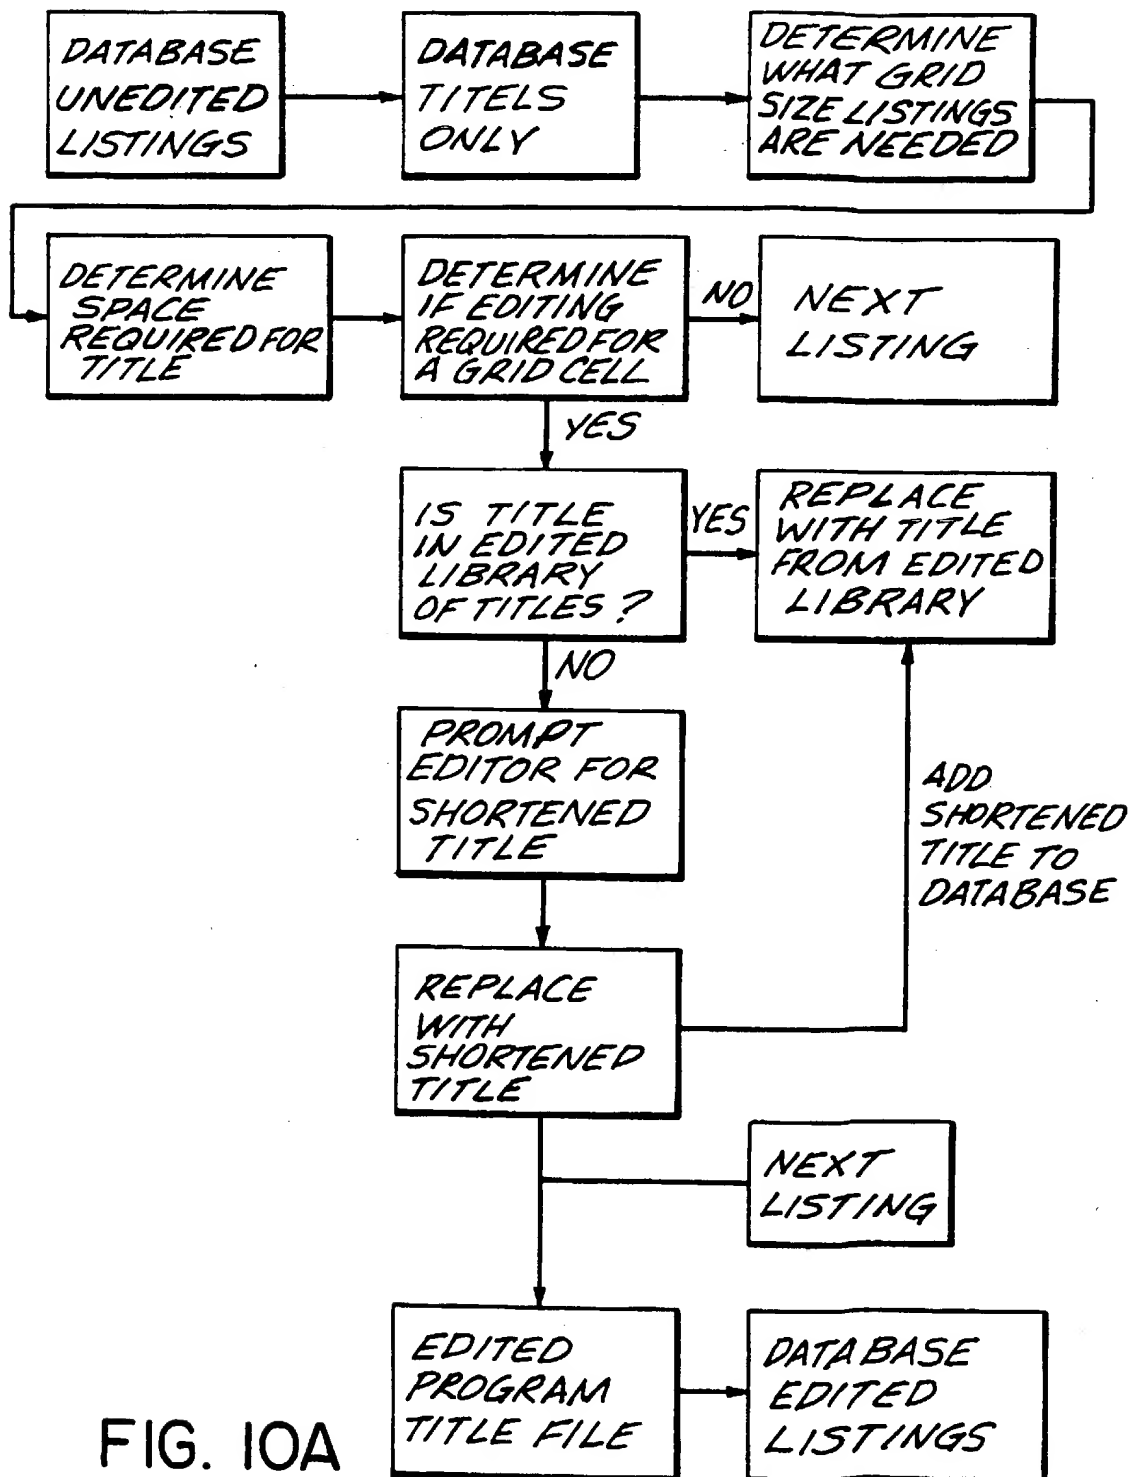 DATABASE
UNEDITED
LISTINGS
DATABASE
TITELS
ONLY
DETERMINE
WHAT GRID
SIZE LISTINGS
ARE NEEDED
DETERMINE
SPACE
REQUIRED FOR
TITLE
DETERMINE
IF EDITING
REQUIRED FOR
A GRID CELL
NO
NEXT
LISTING
YES
IS TITLE
IN EDITED
LIBRARY
OF TITLES?
YES
REPLACE
WITH TITLE
FROM EDITED
LIBRARY
NO
PROMPT
EDITOR FOR
SHORTENED
TITLE
ADD
SHORTENED
TITLE TO
DATABASE
REPLACE
WITH
SHORTENED
TITLE
NEXT
LISTING
EDITED
PROGRAM
TITLE FILE
DATABASE
EDITED
LISTINGS
FIG. 10A